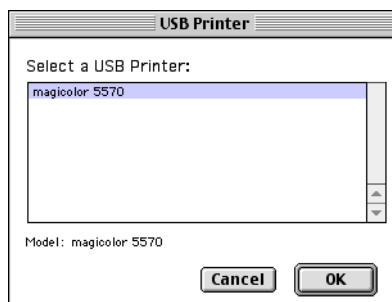 USB Printer
Select a USB Printer:
magicolor 5570
Model: magicolor 5570
Cancel OK